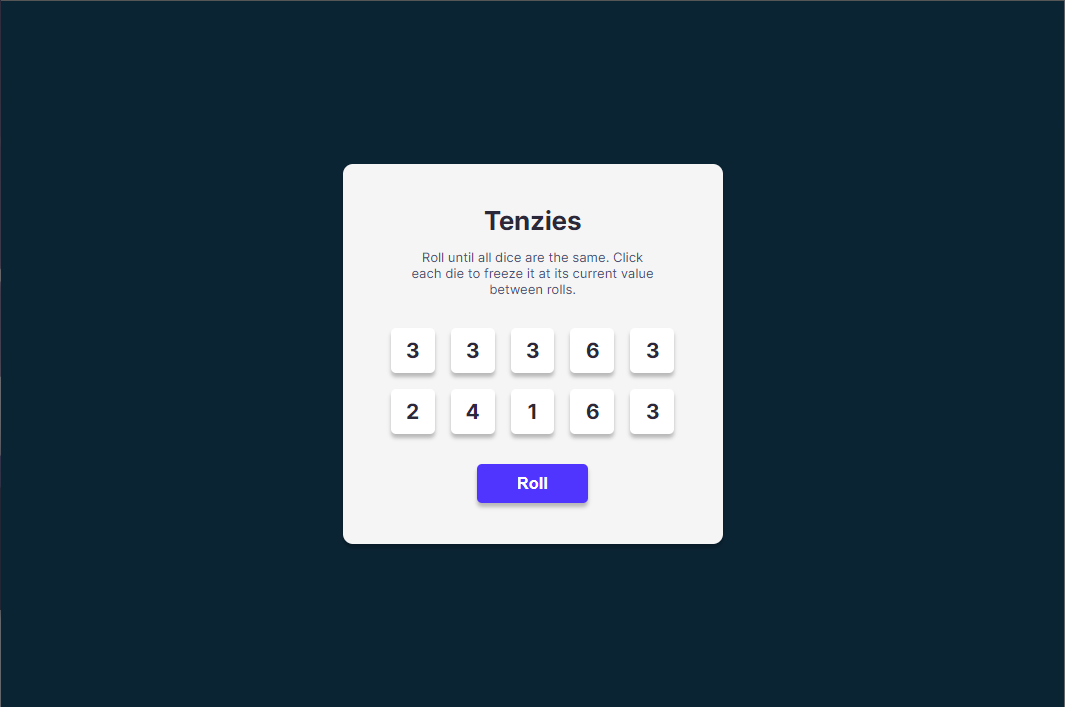 Tenzies
Roll until all dice are the same. Click
each die to freeze it at its current value
between rolls.
3 3 3 6 3
2 4 1 6 3
Roll